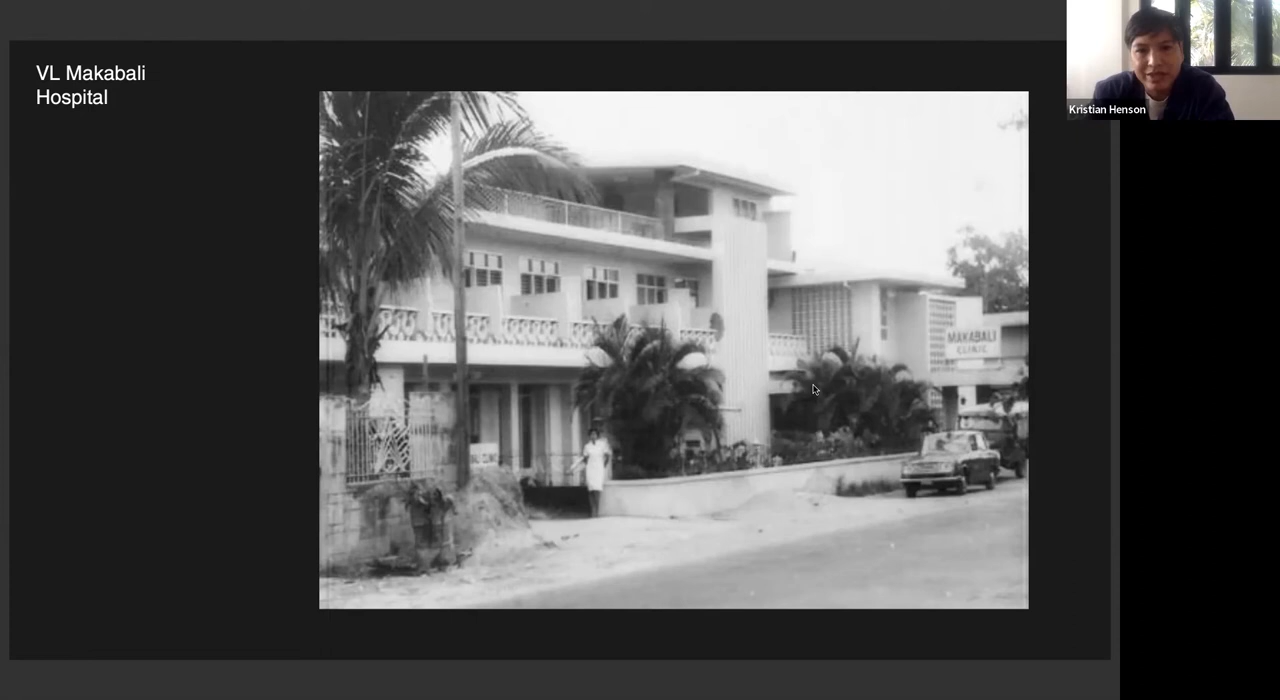 VL Makabali
Hospital
MAKABALI
CLINIC
Kristian Henson